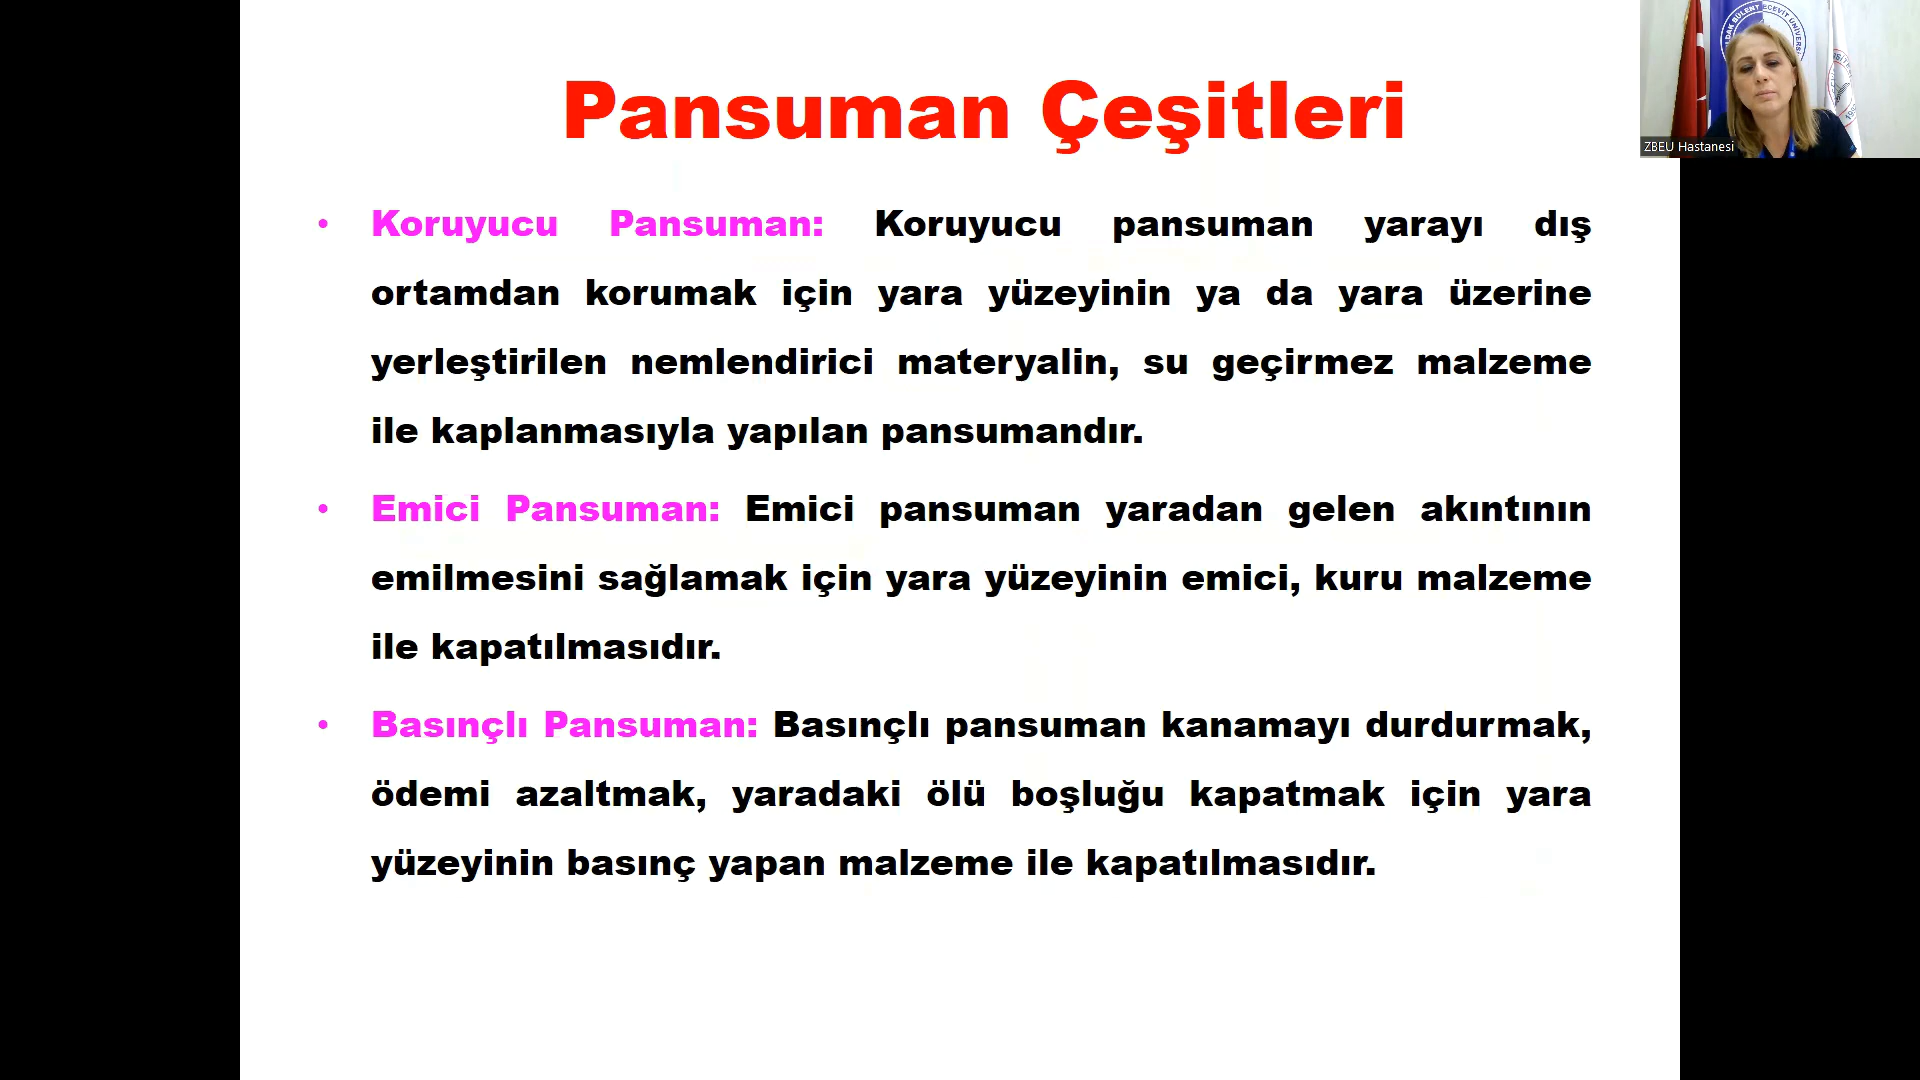 Pansuman Çeşitleri
• Koruyucu Pansuman: Koruyucu pansuman yarayı dış
ortamdan korumak için yara yüzeyinin ya da yara üzerine
yerleştirilen nemlendirici materyalin, su geçirmez malzeme
ile kaplanmasıyla yapılan pansumandır.
• Emici Pansuman: Emici pansuman yaradan gelen akıntının
emilmesini sağlamak için yara yüzeyinin emici, kuru malzeme
ile kapatılmasıdır.
• Basınçlı Pansuman: Basınçlı pansuman kanamayı durdurmak,
ödemi azaltmak, yaradaki ölü boşluğu kapatmak için yara
yüzeyinin basınç yapan malzeme ile kapatılmasıdır.
BÜLENT ECEVİT
ZBEU Hastanesi